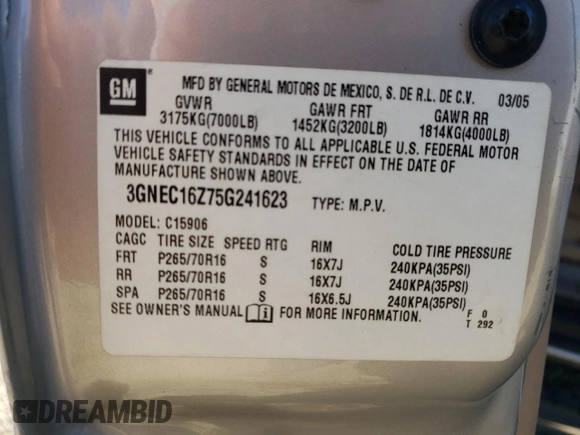 GM
MFD BY GENERAL MOTORS DE MEXICO, S. DE R.L. DE C.V. 03/05
GVWR GAWR FRT GAWR RR
3175KG(7000LB) 1452KG(3200LB) 1814KG(4000LB)
THIS VEHICLE CONFORMS TO ALL APPLICABLE U.S. FEDERAL MOTOR
VEHICLE SAFETY STANDARDS IN EFFECT ON THE DATE OF
MANUFACTURE SHOWN ABOVE.
3GNEC16Z75G241623 TYPE: M.P.V.
MODEL: C15906
CAGC TIRE SIZE SPEED RTG RIM COLD TIRE PRESSURE
FRT P265/70R16 S 16X7J 240KPA(35PSI)
RR P265/70R16 S 16X7J 240KPA(35PSI)
SPA P265/70R16 S 16X6.5J 240KPA(35PSI)
SEE OWNER'S MANUAL i FOR MORE INFORMATION. F 0
T 292
DREAMBID